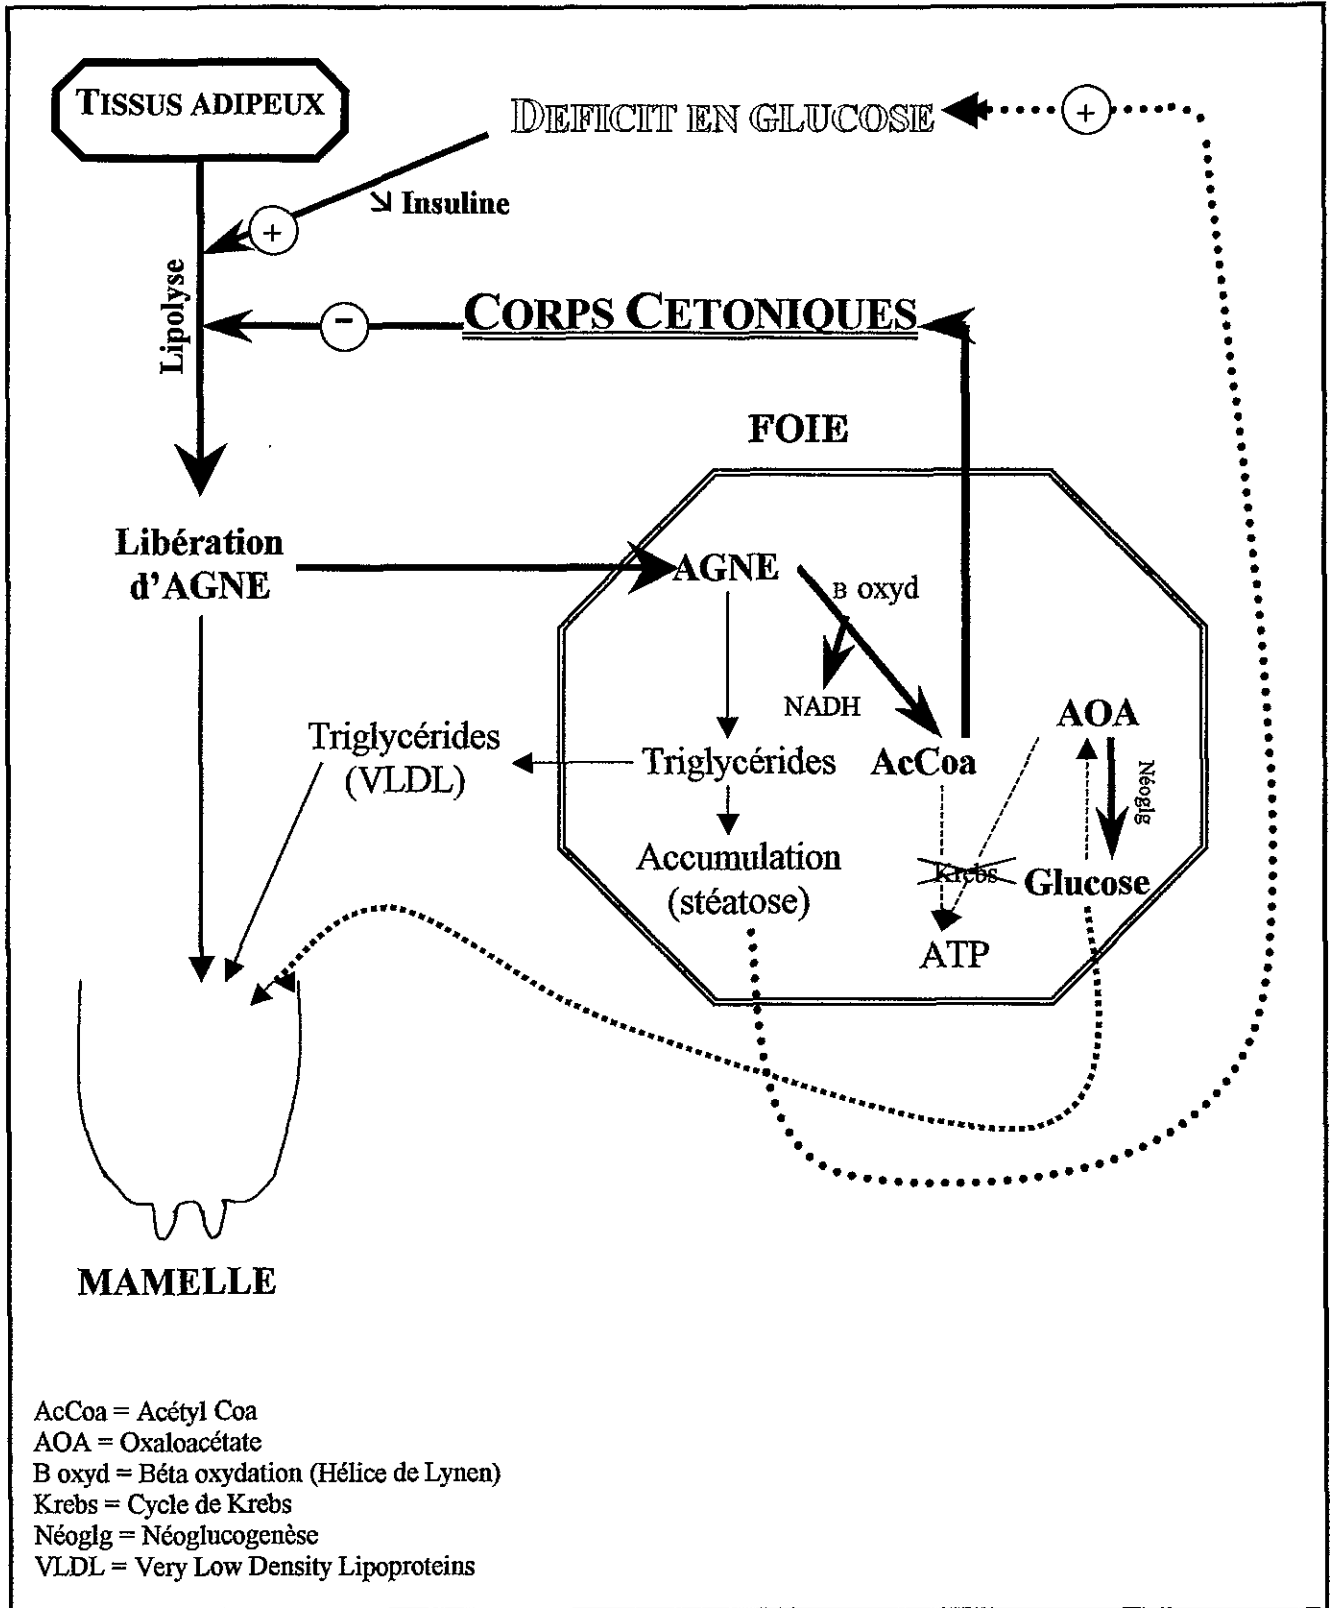 TISSUS ADIPEUX
DEFICIT EN GLUCOSE
+
↘ Insuline
+
Lipolyse
CORPS CETONIQUES
-
FOIE
Libération
d'AGNE
AGNE
B oxyd
NADH
AOA
Triglycérides
(VLDL)
Triglycérides
AcCoa
Néoglg
Accumulation
(stéatose)
Krebs
Glucose
ATP
MAMELLE
AcCoa = Acétyl Coa
AOA = Oxaloacétate
B oxyd = Béta oxydation (Hélice de Lynen)
Krebs = Cycle de Krebs
Néoglg = Néoglucogenèse
VLDL = Very Low Density Lipoproteins